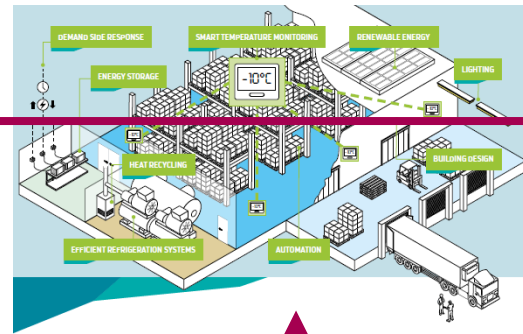 DEMAND SIDE RESPONSE
SMART TEMPERATURE MONITORING
RENEWABLE ENERGY
ENERGY STORAGE
LIGHTING
-10°C
HEAT RECYCLING
BUILDING DESIGN
EFFICIENT REFRIGERATION SYSTEMS
AUTOMATION